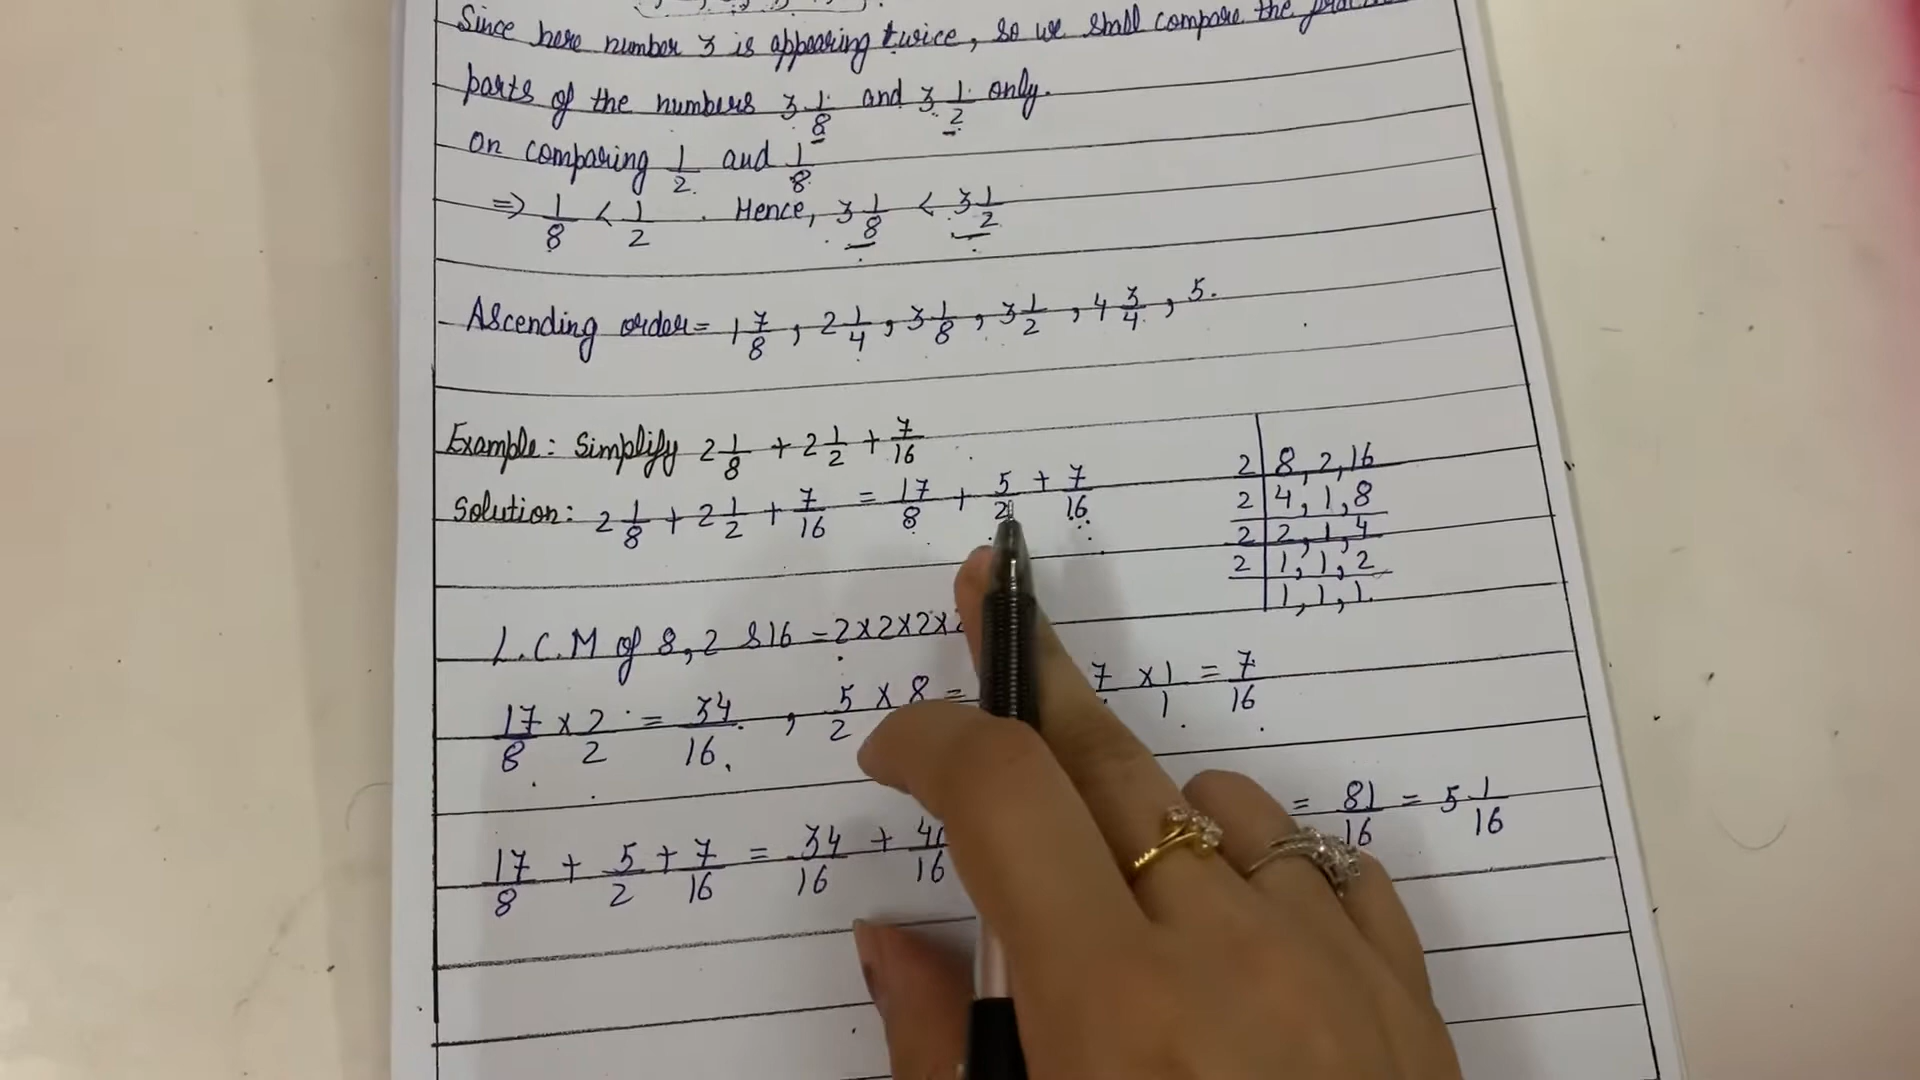 Since here number 3 is appearing twice, so we shall compare the
parts of the numbers 3 1/8 and 3 1/2 only.
On comparing 1/2 and 1/8
⇒ 1/8 < 1/2 . Hence, 3 1/8 < 3 1/2
Ascending order = 1 7/8, 2 1/4, 3 1/8, 3 1/2, 4 3/4, 5.
Example: Simplify 2 1/8 + 2 1/2 + 7/16
Solution: 2 1/8 + 2 1/2 + 7/16 = 17/8 + 5/2 + 7/16
2 | 8, 2, 16
2 | 4, 1, 8
2 | 2, 1, 4
2 | 1, 1, 2
| 1, 1, 1.
L.C.M of 8, 2 & 16 = 2×2×2×
17/8 × 2/2 = 34/16, 5/2 × 8 = 7 × 1/1 = 7/16
17/8 + 5/2 + 7/16 = 34/16 + 40/16 = 81/16 = 5 1/16